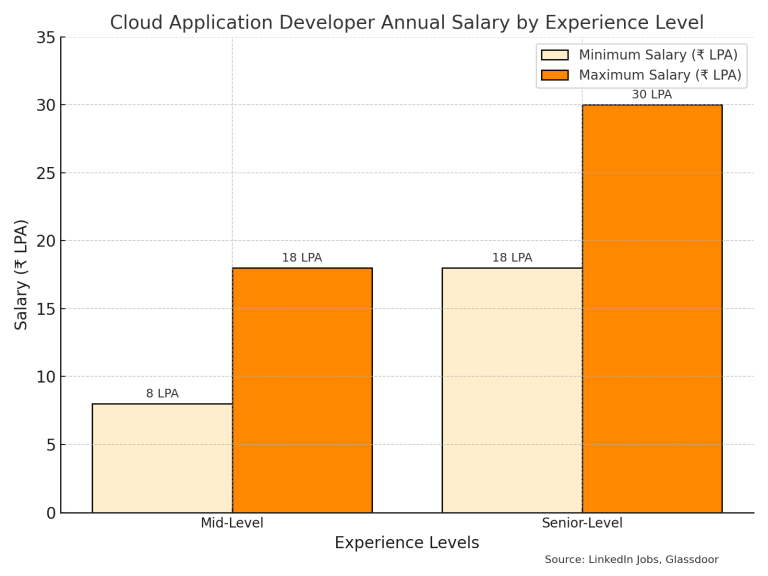 Cloud Application Developer Annual Salary by Experience Level
35
30
25
20
15
10
5
0
Salary (₹ LPA)
Minimum Salary (₹ LPA)
Maximum Salary (₹ LPA)
8 LPA
18 LPA
18 LPA
30 LPA
Mid-Level
Senior-Level
Experience Levels
Source: LinkedIn Jobs, Glassdoor